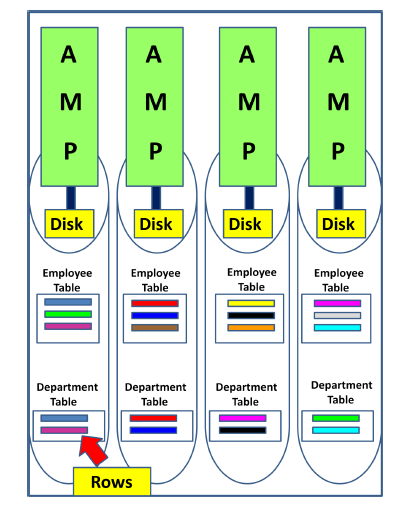 A A A A
M M M M
P P P P
Disk Disk Disk Disk
Employee Employee Employee Employee
Table Table Table Table
Department Department Department Department
Table Table Table Table
Rows